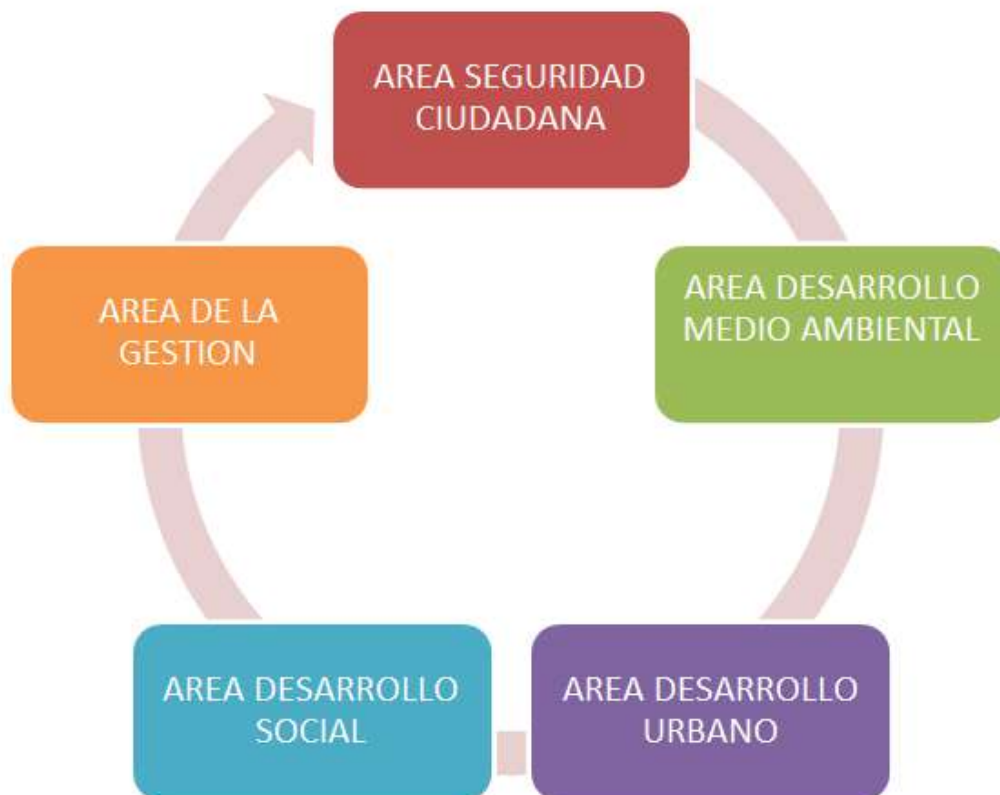 AREA SEGURIDAD
CIUDADANA
AREA DESARROLLO
MEDIO AMBIENTAL
AREA DESARROLLO
URBANO
AREA DESARROLLO
SOCIAL
AREA DE LA
GESTION